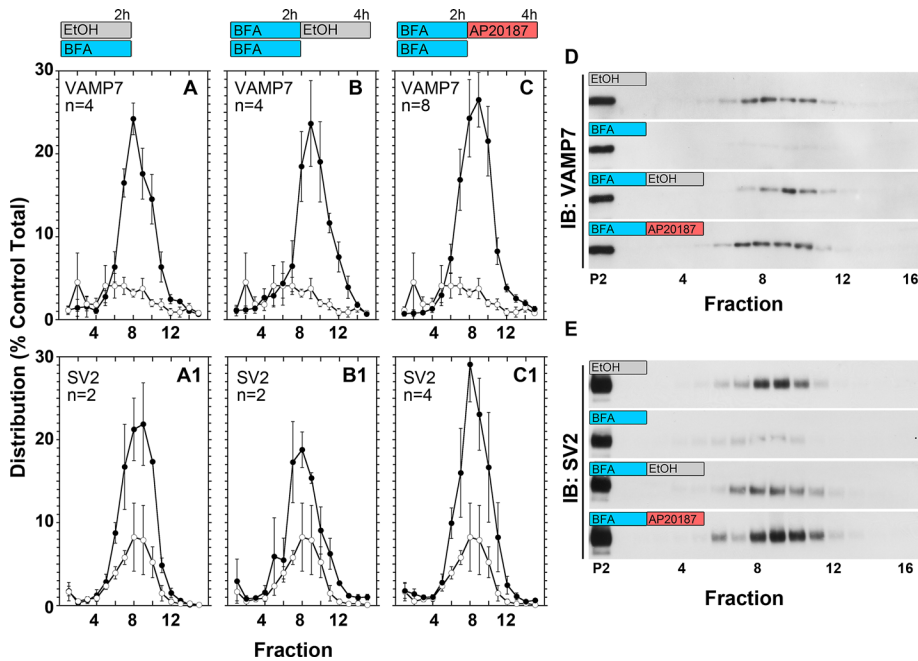 2h
EtOH
BFA
2h 4h
BFA EtOH
BFA
2h 4h
BFA AP20187
BFA
Distribution (% Control Total)
30
20
10
0
VAMP7
n=4
A
4 8 12
VAMP7
n=4
B
4 8 12
VAMP7
n=8
C
4 8 12
30
20
10
0
SV2
n=2
A1
4 8 12
SV2
n=2
B1
4 8 12
SV2
n=4
C1
4 8 12
Fraction
D
IB: VAMP7
EtOH
BFA
BFA EtOH
BFA AP20187
P2 4 8 12 16
Fraction
E
IB: SV2
EtOH
BFA
BFA EtOH
BFA AP20187
P2 4 8 12 16
Fraction